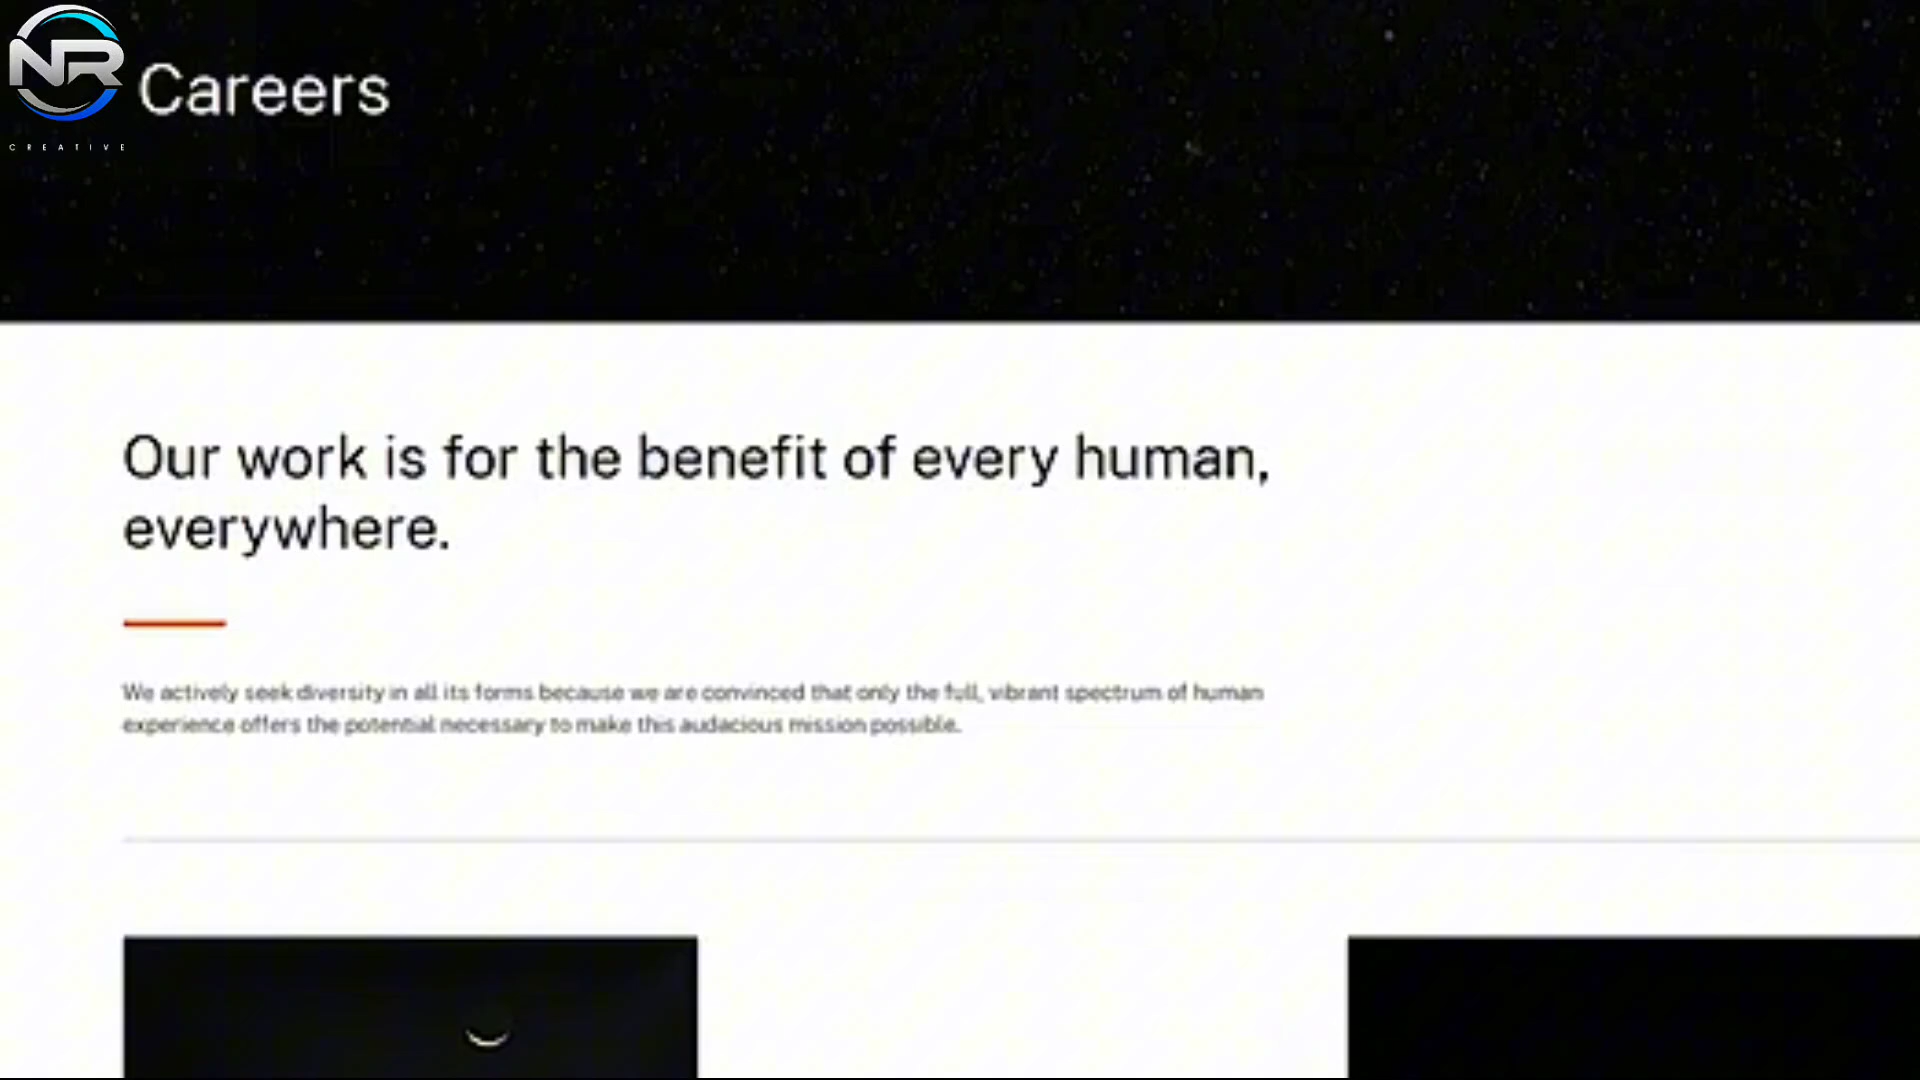 NR
Careers
CREATIVE
Our work is for the benefit of every human,
everywhere.
We actively seek diversity in all its forms because we are convinced that only the full, vibrant spectrum of human
experience offers the potential necessary to make this audacious mission possible.